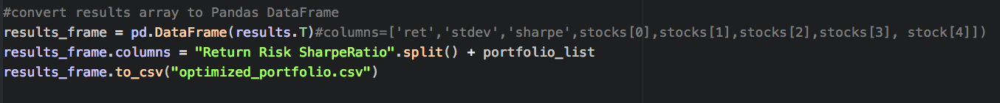 #convert results array to Pandas DataFrame
results_frame = pd.DataFrame(results.T)#columns=['ret','stdev','sharpe',stocks[0],stocks[1],stocks[2],stocks[3], stock[4]])
results_frame.columns = "Return Risk SharpeRatio".split() + portfolio_list
results_frame.to_csv("optimized_portfolio.csv")